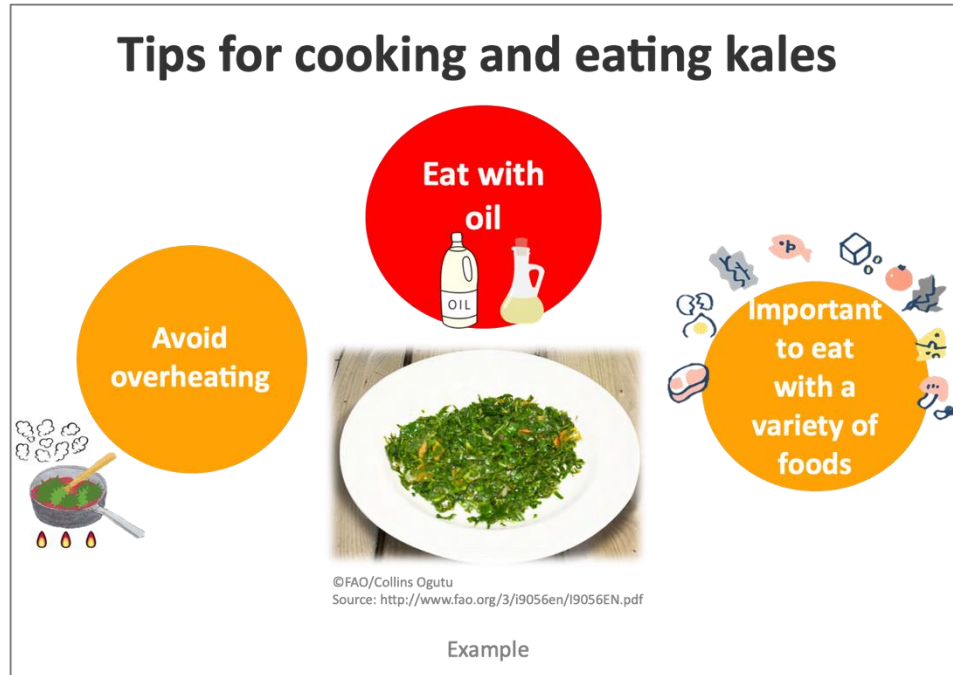 Tips for cooking and eating kales
Eat with
oil
OIL
Avoid
overheating
Important
to eat
with a
variety of
foods
©FAO/Collins Ogutu
Source: http://www.fao.org/3/i9056en/I9056EN.pdf
Example